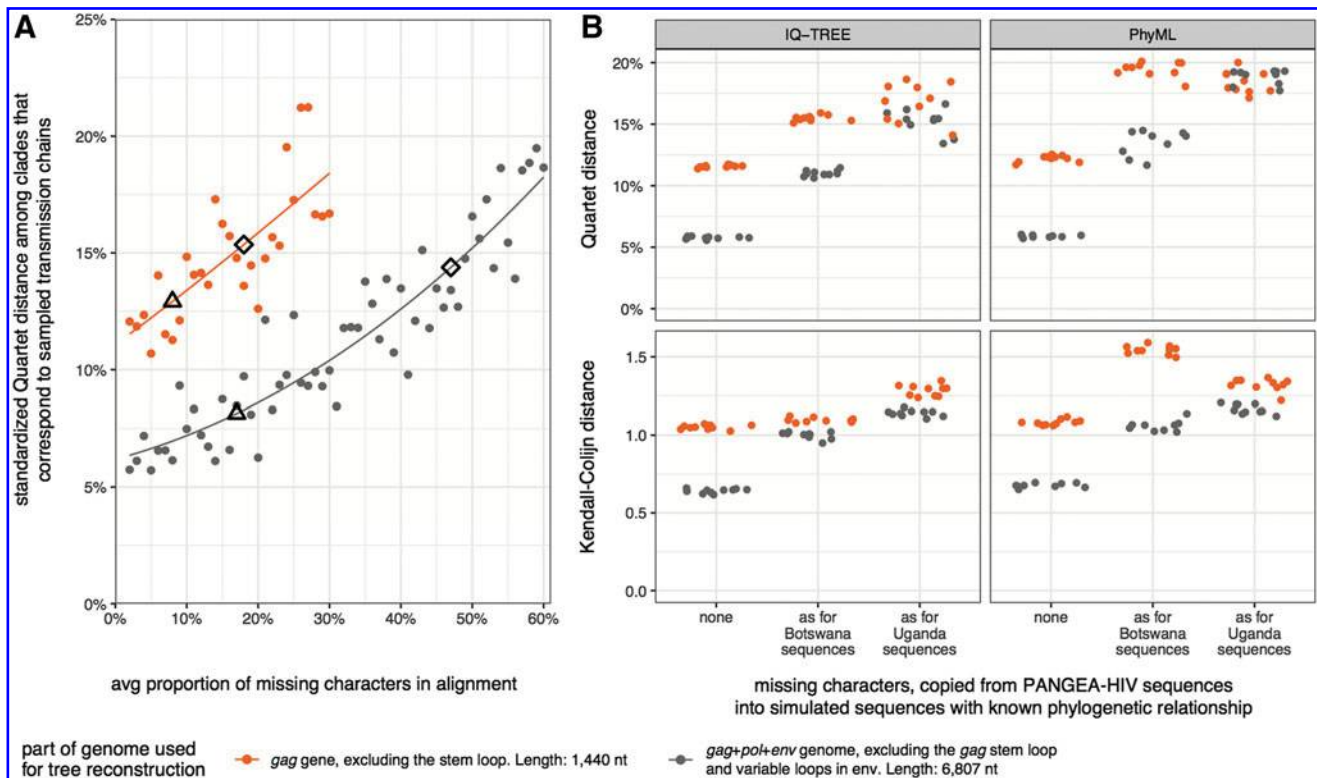 A
standardized Quartet distance among clades that
correspond to sampled transmission chains
25%
20%
15%
10%
5%
0%
0%
10%
20%
30%
40%
50%
60%
avg proportion of missing characters in alignment
B
IQ−TREE
PhyML
Quartet distance
20%
15%
10%
5%
0%
Kendall-Colijn distance
1.5
1.0
0.5
0.0
none
as for
Botswana
sequences
as for
Uganda
sequences
none
as for
Botswana
sequences
as for
Uganda
sequences
missing characters, copied from PANGEA-HIV sequences
into simulated sequences with known phylogenetic relationship
part of genome used
for tree reconstruction
gag gene, excluding the stem loop. Length: 1,440 nt
gag+pol+env genome, excluding the gag stem loop
and variable loops in env. Length: 6,807 nt